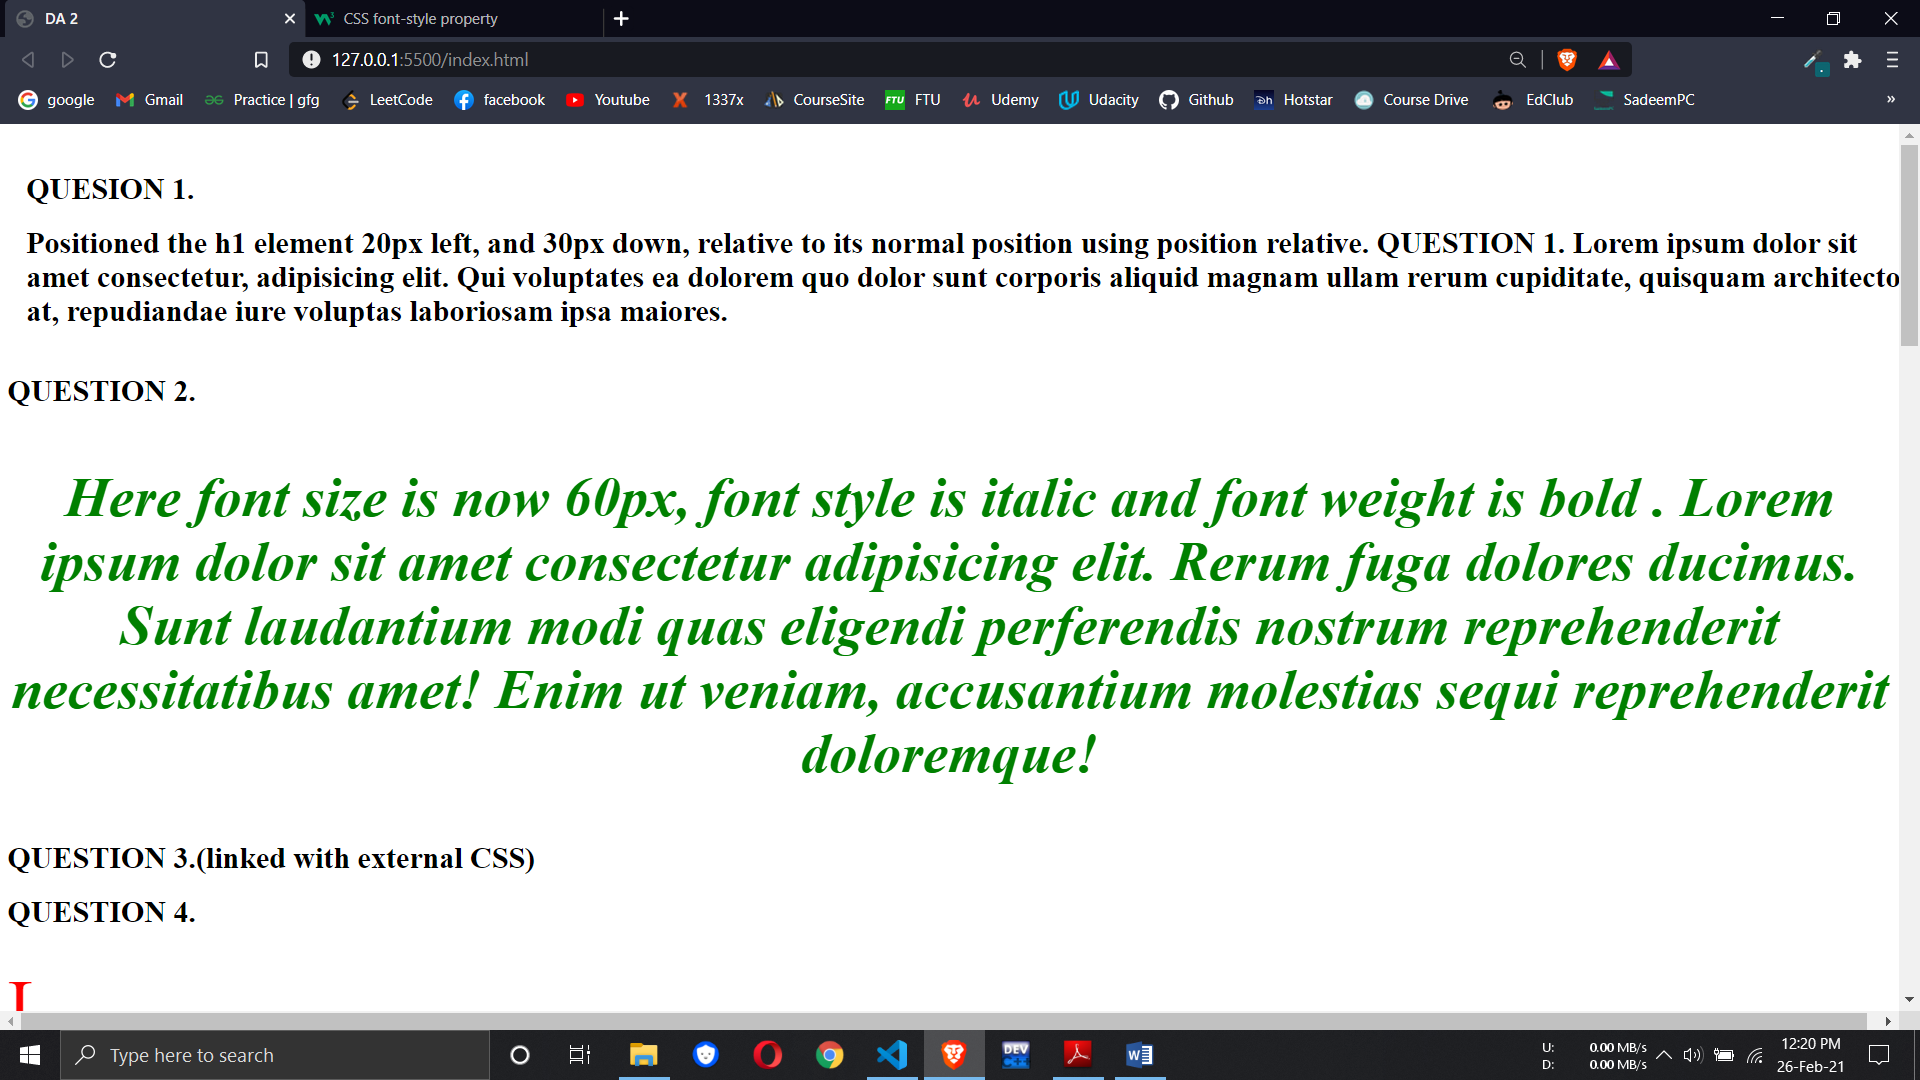 DA 2
CSS font-style property
127.0.0.1:5500/index.html
google Gmail Practice | gfg LeetCode facebook Youtube 1337x CourseSite FTU FTU Udemy Udacity Github Hotstar Course Drive EdClub SadeemPC »
QUESION 1.
Positioned the h1 element 20px left, and 30px down, relative to its normal position using position relative. QUESTION 1. Lorem ipsum dolor sit
amet consectetur, adipisicing elit. Qui voluptates ea dolorem quo dolor sunt corporis aliquid magnam ullam rerum cupiditate, quisquam architecto
at, repudiandae iure voluptas laboriosam ipsa maiores.
QUESTION 2.
Here font size is now 60px, font style is italic and font weight is bold . Lorem
ipsum dolor sit amet consectetur adipisicing elit. Rerum fuga dolores ducimus.
Sunt laudantium modi quas eligendi perferendis nostrum reprehenderit
necessitatibus amet! Enim ut veniam, accusantium molestias sequi reprehenderit
doloremque!
QUESTION 3.(linked with external CSS)
QUESTION 4.
Type here to search
DEV
U: 0.00 MB/s
D: 0.00 MB/s
12:20 PM
26-Feb-21